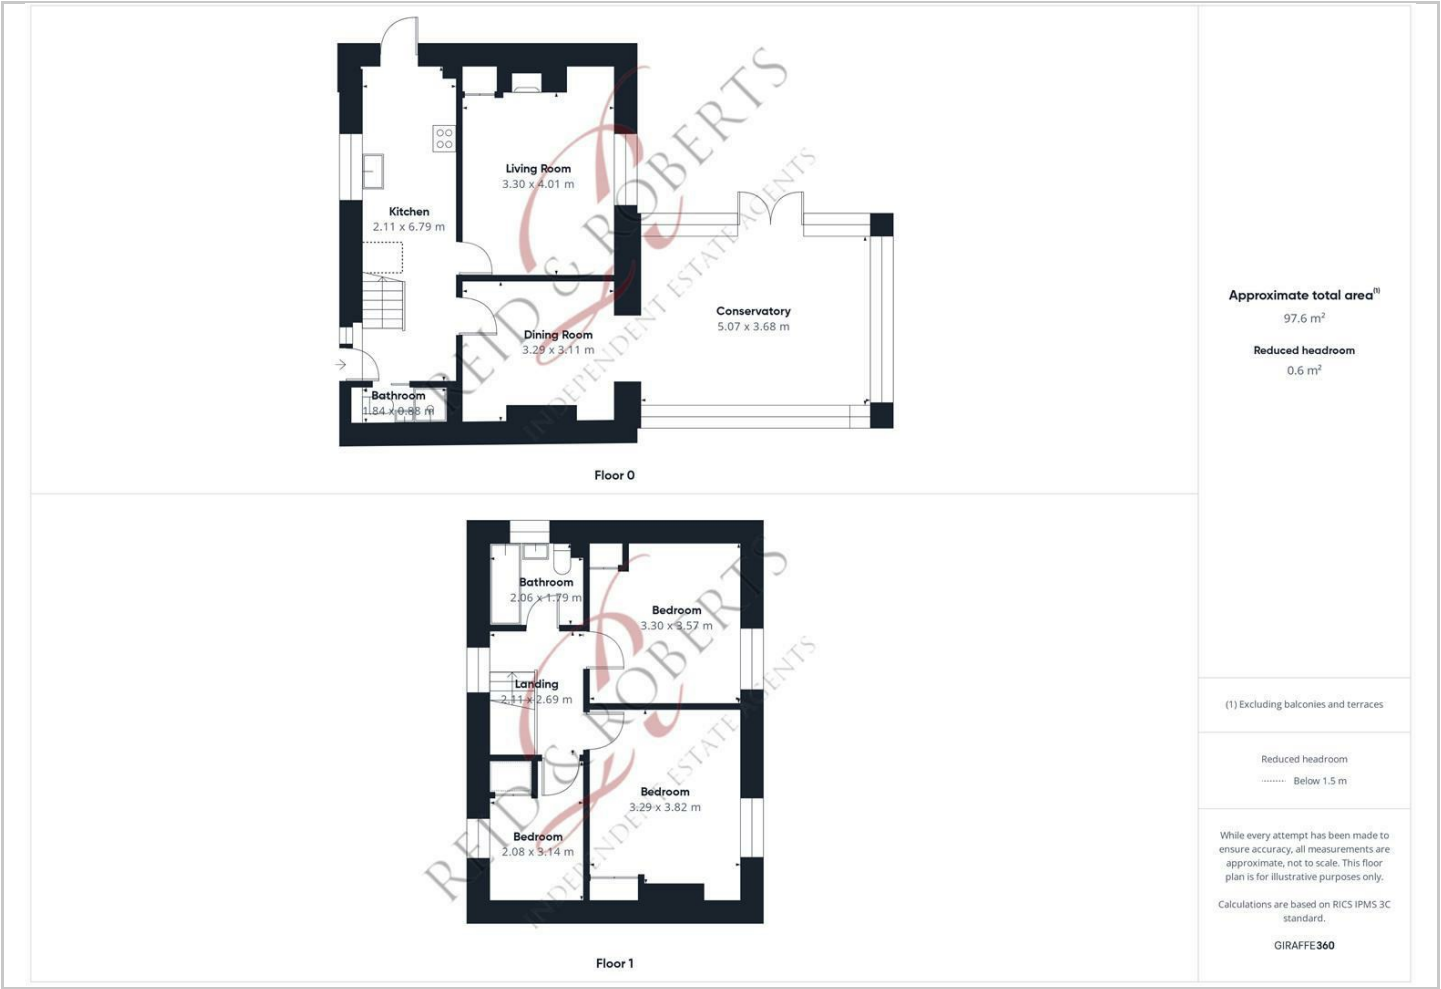 Kitchen
2.11 x 6.79 m
Living Room
3.30 x 4.01 m
Dining Room
3.29 x 3.11 m
Conservatory
5.07 x 3.68 m
Bathroom
1.84 x 0.88 m
REID & ROBERTS
INDEPENDENT ESTATE AGENTS
Floor 0
Bathroom
2.06 x 1.79 m
Bedroom
3.30 x 3.57 m
Landing
2.11 x 2.69 m
Bedroom
3.29 x 3.82 m
Bedroom
2.08 x 3.14 m
REID & ROBERTS
INDEPENDENT ESTATE AGENTS
Floor 1
Approximate total area(1)
97.6 m²
Reduced headroom
0.6 m²
(1) Excluding balconies and terraces
Reduced headroom
Below 1.5 m
While every attempt has been made to
ensure accuracy, all measurements are
approximate, not to scale. This floor
plan is for illustrative purposes only.
Calculations are based on RICS IPMS 3C
standard.
GIRAFFE360